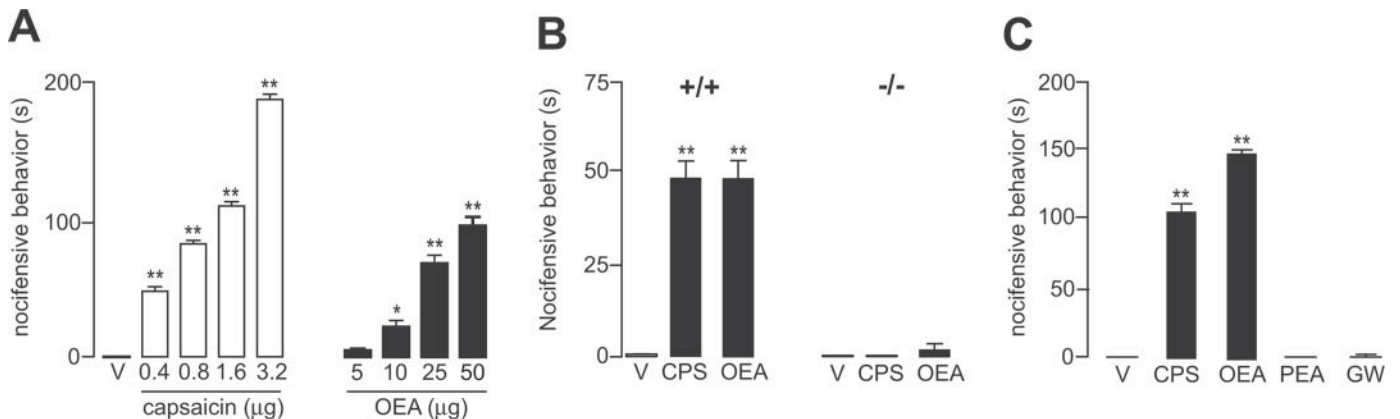 A
nocifensive behavior (s)
200
100
0
**
**
**
**
*
**
**
V 0.4 0.8 1.6 3.2 5 10 25 50
capsaicin (μg) OEA (μg)
B
Nocifensive behavior (s)
75
50
25
0
+/+ -/-
** **
V CPS OEA V CPS OEA
C
nocifensive behavior (s)
200
150
100
50
0
**
**
V CPS OEA PEA GW